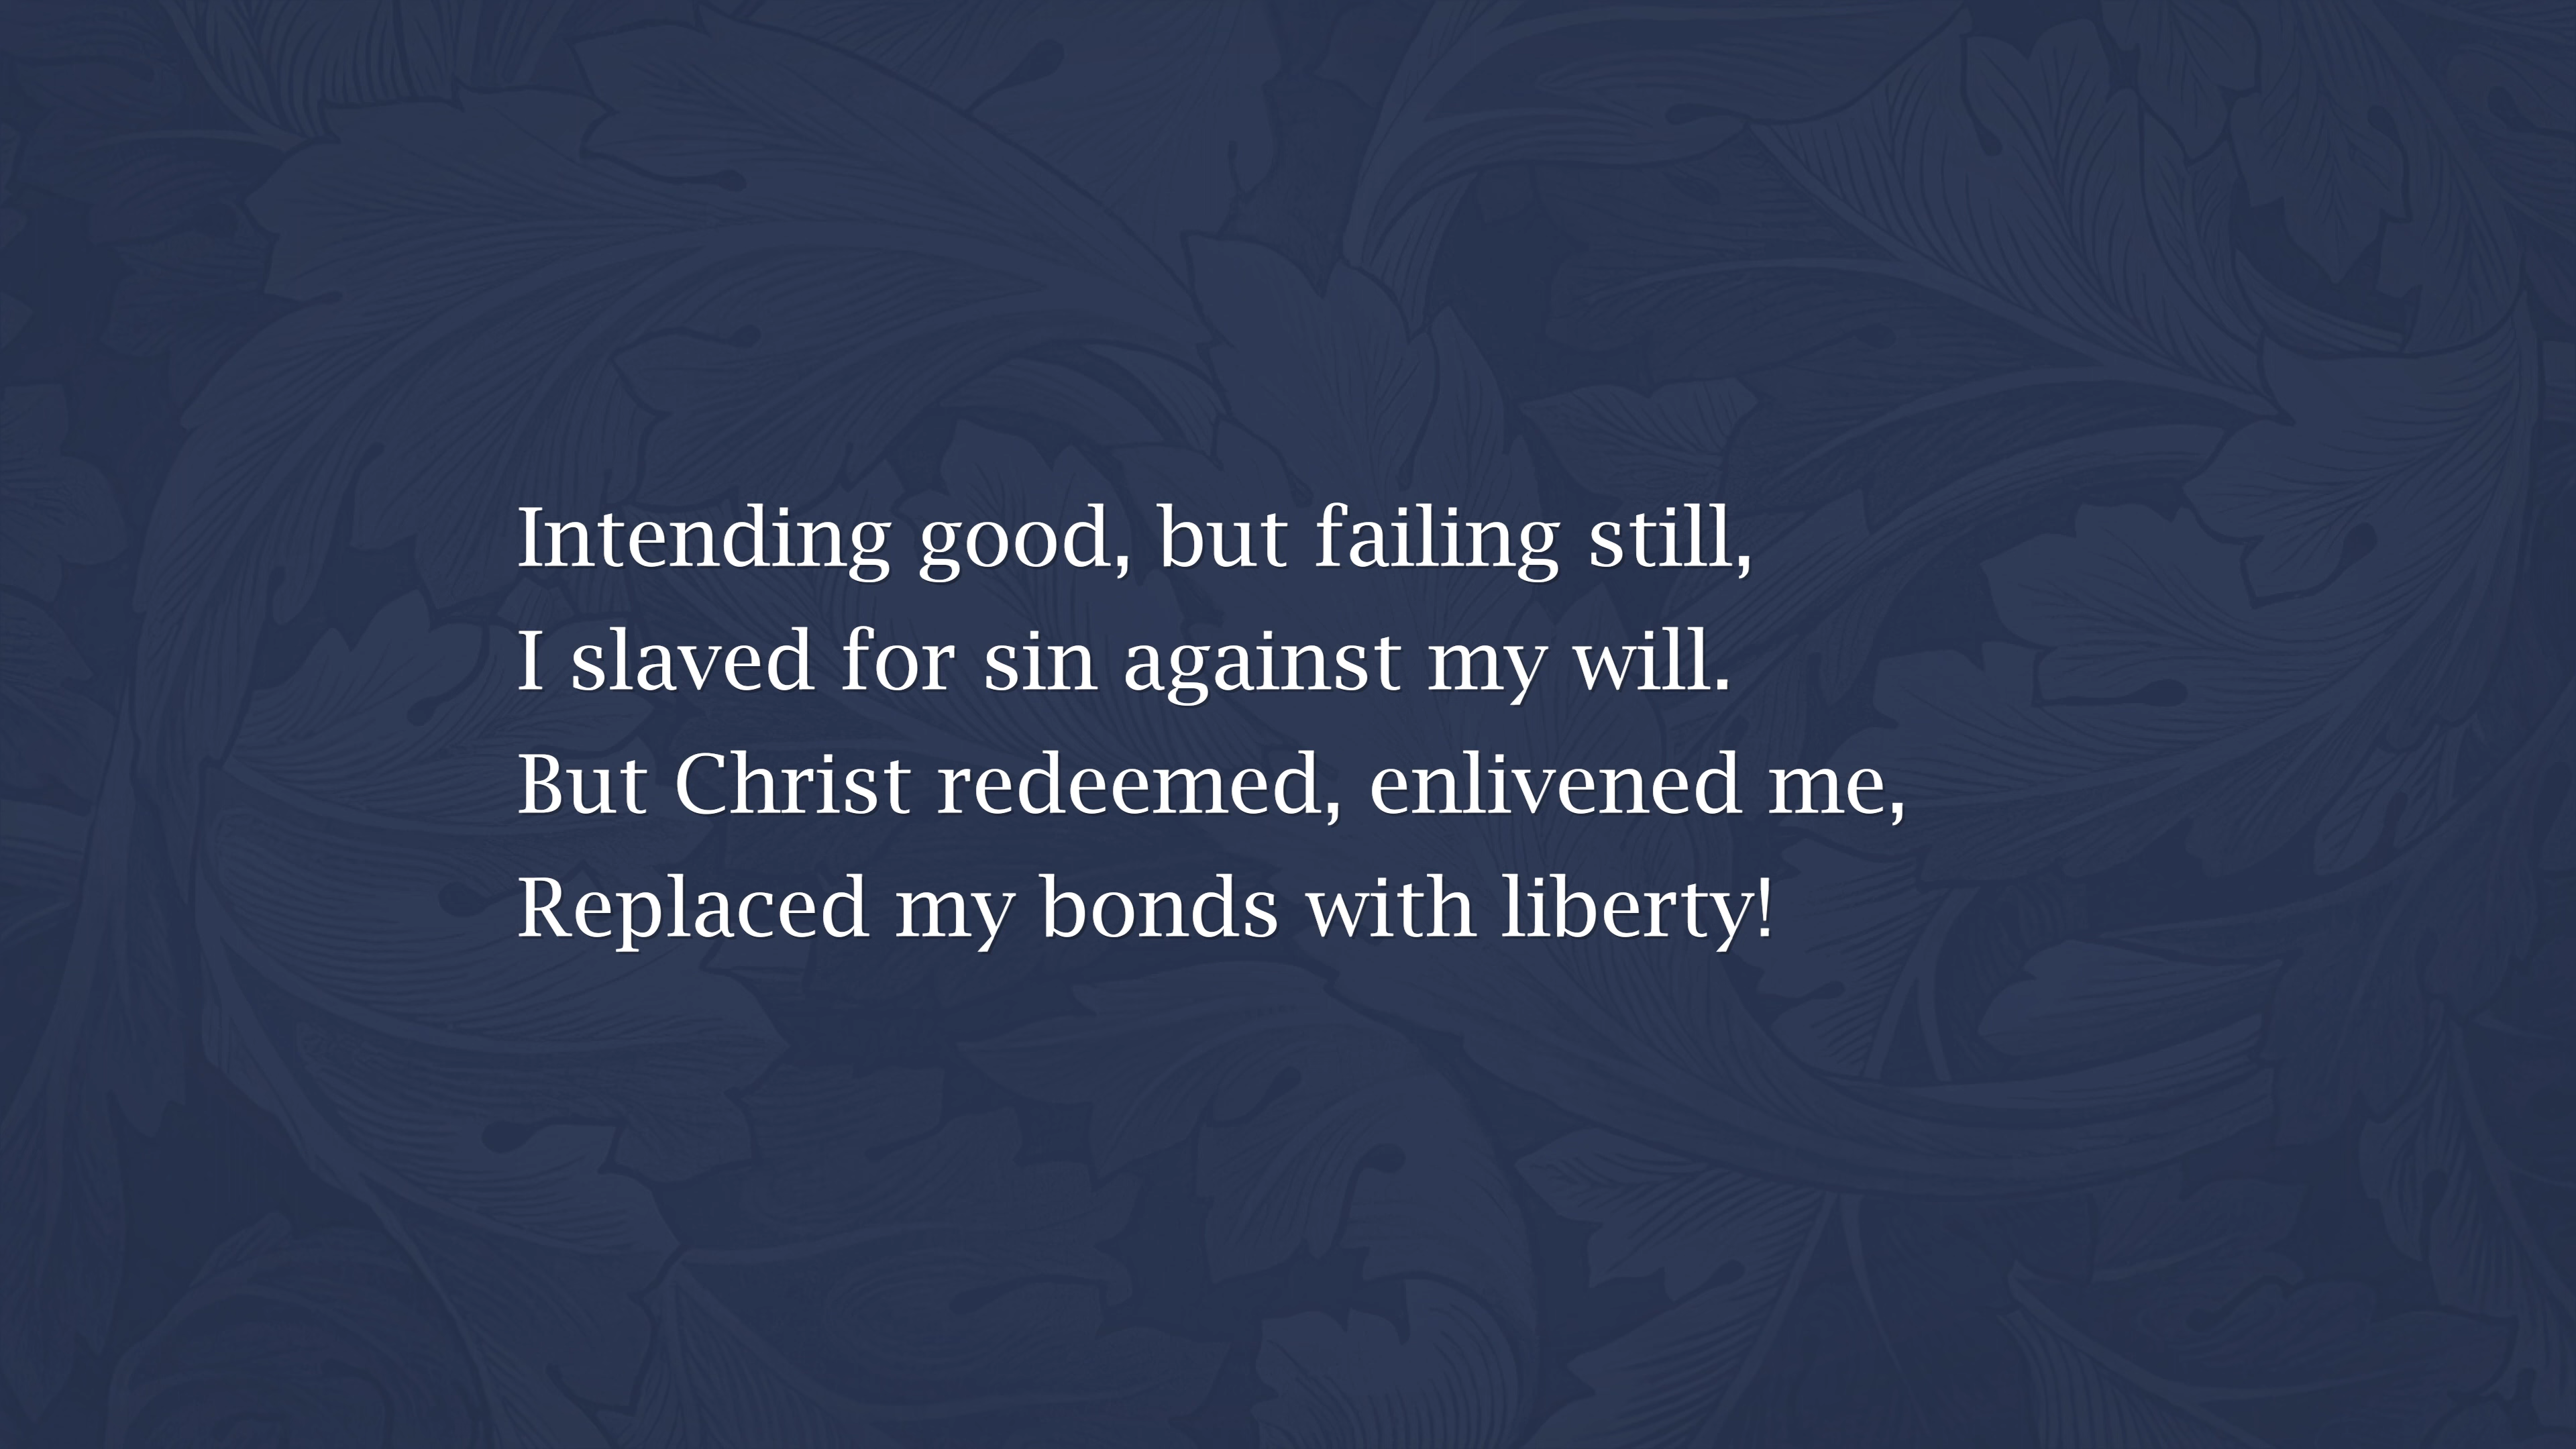 Intending good, but failing still,
I slaved for sin against my will.
But Christ redeemed, enlivened me,
Replaced my bonds with liberty!